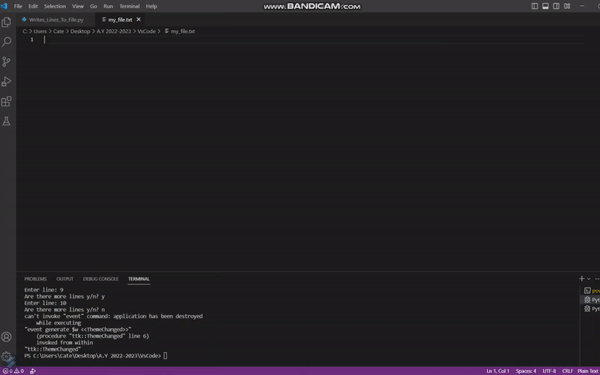 File Edit Selection View Go Run Terminal Help
www.BANDICAM.com
Writes_Lines_To_File.py my_file.txt
C: > Users > Cate > Desktop > A.Y 2022-2023 > VsCode > my_file.txt
1
PROBLEMS OUTPUT DEBUG CONSOLE TERMINAL
Enter line: 9
Are there more lines y/n? y
Enter line: 10
Are there more lines y/n? n
can't invoke "event" command: application has been destroyed
while executing
"event generate $w <<ThemeChanged>>"
(procedure "ttk::ThemeChanged" line 6)
invoked from within
"ttk::ThemeChanged"
PS C:\Users\Cate\Desktop\A.Y 2022-2023\VsCode>
0 0 Ln 1, Col 1 Spaces: 4 UTF-8 CRLF Plain Text